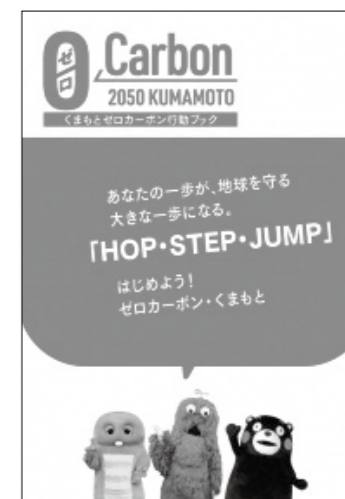 ゼロ
0,Carbon
2050 KUMAMOTO
くまもとゼロカーボン行動ブック
あなたの一歩が、地球を守る
大きな一歩になる。
「HOP・STEP・JUMP」
はじめよう!
ゼロカーボン・くまもと